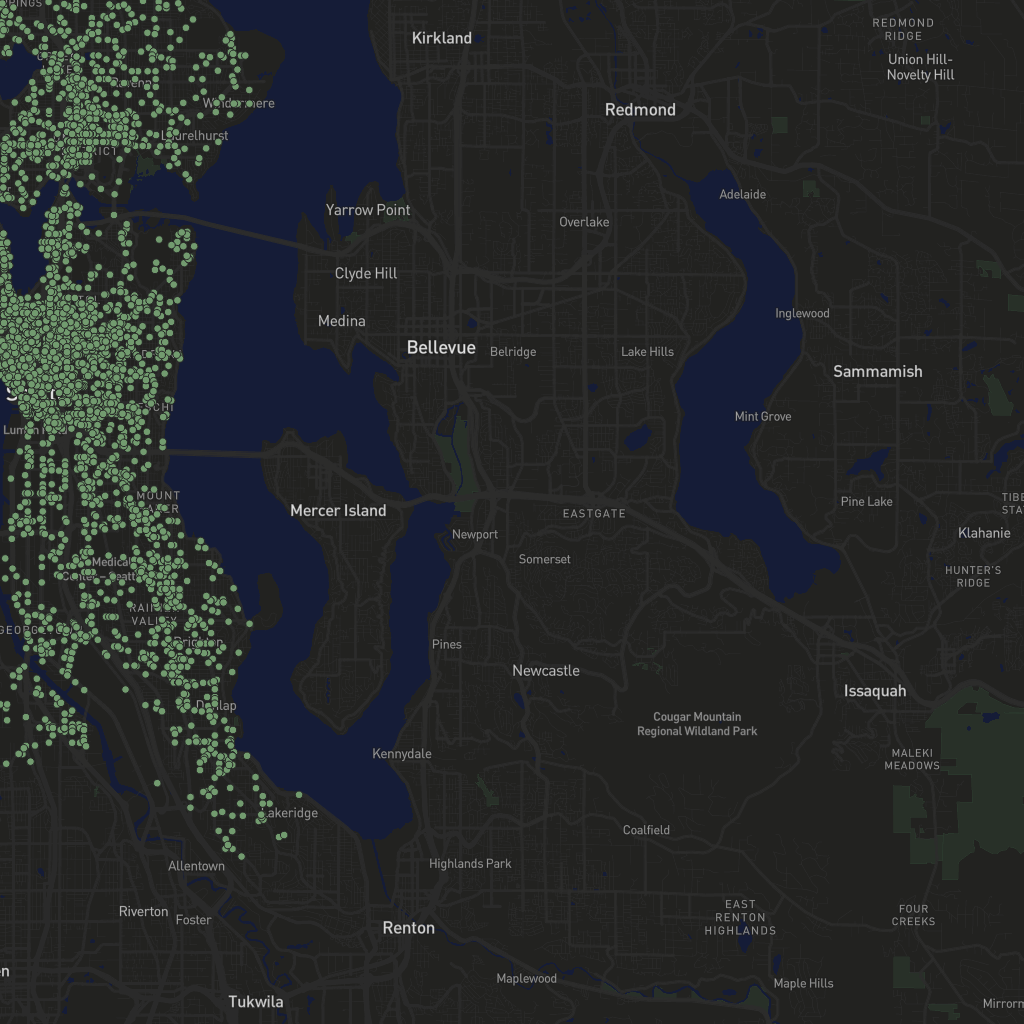 REDMOND
RIDGE
Kirkland
Union Hill-
Novelty Hill
Windermere
Redmond
Laurelhurst
Adelaide
Yarrow Point
Overlake
Clyde Hill
Inglewood
Medina
Bellevue
Belridge
Lake Hills
Sammamish
Mint Grove
MOUNT
Pine Lake
Mercer Island
EASTGATE
Newport
Klahanie
Somerset
Medical
HUNTER'S
RIDGE
VALLEY
Pines
Newcastle
Issaquah
Cougar Mountain
Regional Wildland Park
Kennydale
MALEKI
MEADOWS
Lakeridge
Coalfield
Highlands Park
Allentown
EAST
RENTON
HIGHLANDS
FOUR
CREEKS
Riverton
Foster
Renton
Maplewood
Maple Hills
Tukwila